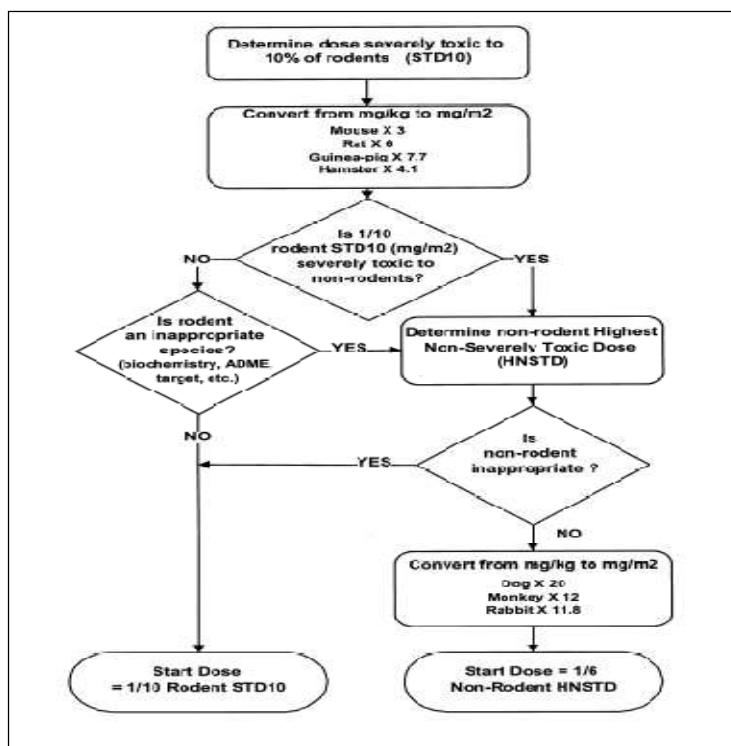 Determine dose severely toxic to
10% of rodents (STD10)
Convert from mg/kg to mg/m2
Mouse X 3
Rat X 6
Guinea-pig X 7.7
Hamster X 4.1
Is 1/10
rodent STD10 (mg/m2)
severely toxic to
non-rodents?
NO
YES
Is rodent
an inappropriate
species?
(biochemistry, ADME,
target, etc.)
YES
Determine non-rodent Highest
Non-Severely Toxic Dose
(HNSTD)
NO
Is
non-rodent
inappropriate ?
YES
NO
Convert from mg/kg to mg/m2
Dog X 20
Monkey X 12
Rabbit X 11.8
Start Dose
= 1/10 Rodent STD10
Start Dose = 1/6
Non-Rodent HNSTD